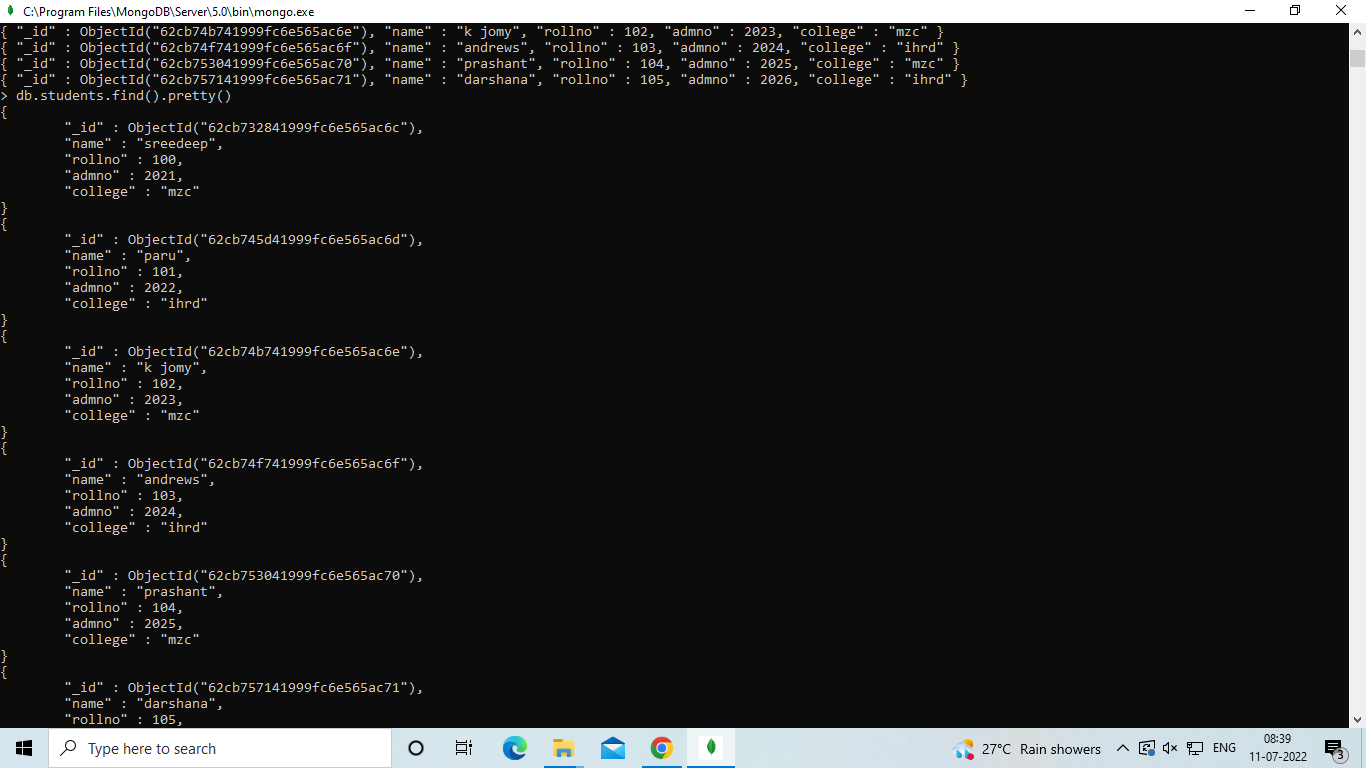 C:\Program Files\MongoDB\Server\5.0\bin\mongo.exe
{ "_id" : ObjectId("62cb74b741999fc6e565ac6e"), "name" : "k jomy", "rollno" : 102, "admno" : 2023, "college" : "mzc" }
{ "_id" : ObjectId("62cb74f741999fc6e565ac6f"), "name" : "andrews", "rollno" : 103, "admno" : 2024, "college" : "ihrd" }
{ "_id" : ObjectId("62cb753041999fc6e565ac70"), "name" : "prashant", "rollno" : 104, "admno" : 2025, "college" : "mzc" }
{ "_id" : ObjectId("62cb757141999fc6e565ac71"), "name" : "darshana", "rollno" : 105, "admno" : 2026, "college" : "ihrd" }
> db.students.find().pretty()
{
"_id" : ObjectId("62cb732841999fc6e565ac6c"),
"name" : "sreedeep",
"rollno" : 100,
"admno" : 2021,
"college" : "mzc"
}
{
"_id" : ObjectId("62cb745d41999fc6e565ac6d"),
"name" : "paru",
"rollno" : 101,
"admno" : 2022,
"college" : "ihrd"
}
{
"_id" : ObjectId("62cb74b741999fc6e565ac6e"),
"name" : "k jomy",
"rollno" : 102,
"admno" : 2023,
"college" : "mzc"
}
{
"_id" : ObjectId("62cb74f741999fc6e565ac6f"),
"name" : "andrews",
"rollno" : 103,
"admno" : 2024,
"college" : "ihrd"
}
{
"_id" : ObjectId("62cb753041999fc6e565ac70"),
"name" : "prashant",
"rollno" : 104,
"admno" : 2025,
"college" : "mzc"
}
{
"_id" : ObjectId("62cb757141999fc6e565ac71"),
"name" : "darshana",
"rollno" : 105,
Type here to search
27°C Rain showers
ENG
08:39
11-07-2022
3